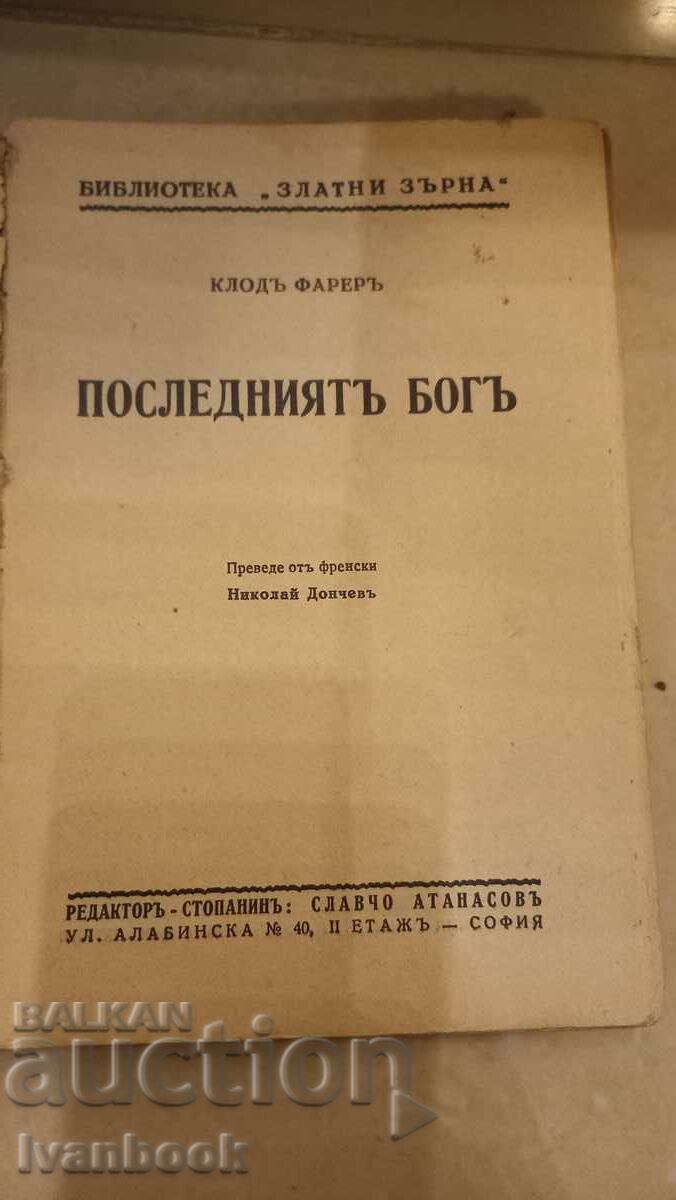 БИБЛИОТЕКА „ЗЛАТНИ ЗЪРНА“
КЛОДЪ ФАРЕРЪ
ПОСЛЕДНИЯТЪ БОГЪ
Преведе отъ френски
Николай Дончевъ
РЕДАКТОРЪ - СТОПАНИНЪ: СЛАВЧО АТАНАСОВЪ
УЛ. АЛАБИНСКА № 40, II ЕТАЖЪ — СОФИЯ
BALKAN
auction
Ivanbook